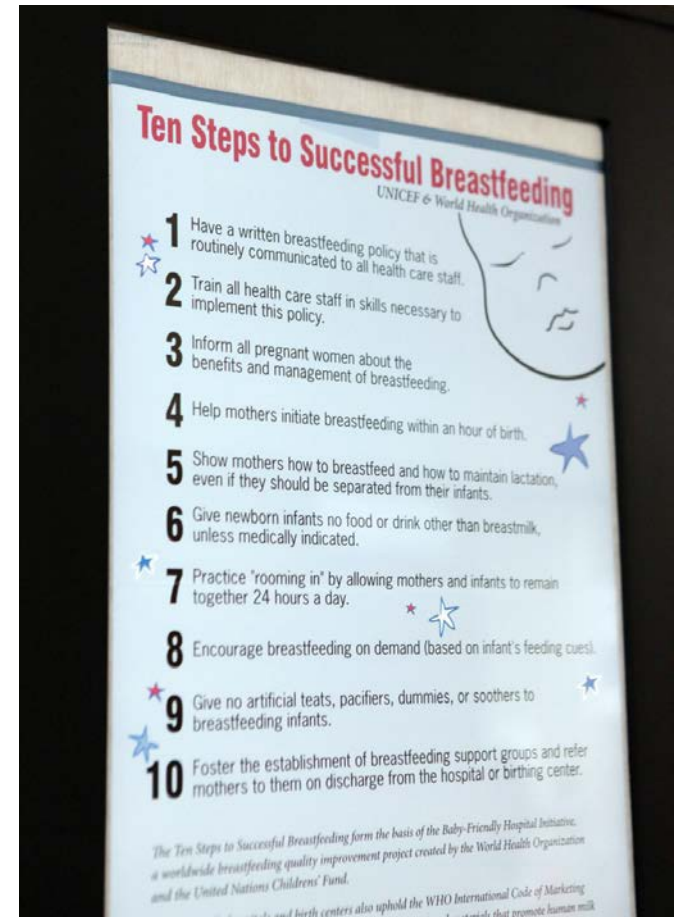 Ten Steps to Successful Breastfeeding
UNICEF & World Health Organization
1 Have a written breastfeeding policy that is
routinely communicated to all health care staff.
2 Train all health care staff in skills necessary to
implement this policy.
3 Inform all pregnant women about the
benefits and management of breastfeeding.
4 Help mothers initiate breastfeeding within an hour of birth.
5 Show mothers how to breastfeed and how to maintain lactation,
even if they should be separated from their infants.
6 Give newborn infants no food or drink other than breastmilk,
unless medically indicated.
7 Practice "rooming in" by allowing mothers and infants to remain
together 24 hours a day.
8 Encourage breastfeeding on demand (based on infant's feeding cues).
9 Give no artificial teats, pacifiers, dummies, or soothers to
breastfeeding infants.
10 Foster the establishment of breastfeeding support groups and refer
mothers to them on discharge from the hospital or birthing center.
The Ten Steps to Successful Breastfeeding form the basis of the Baby-Friendly Hospital Initiative,
a worldwide breastfeeding quality improvement project created by the World Health Organization
and the United Nations Childrens' Fund.
and birth centers also uphold the WHO International Code of Marketing
that promote human milk